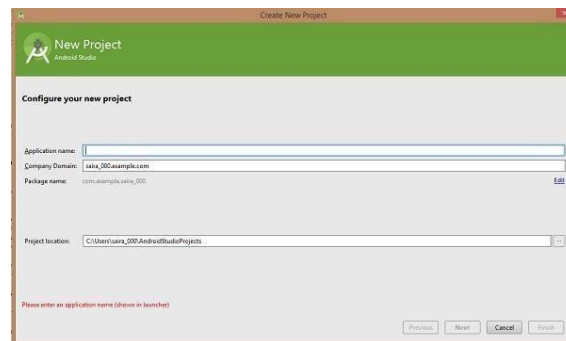 Create New Project
New Project
Android Studio
Configure your new project
Application name:
Company Domain: saira_000.example.com
Package name: com.example.saira_000. Edit
Project location: C:\Users\saira_000\AndroidStudioProjects ...
Please enter an application name (shown in launcher)
Previous Next Cancel Finish